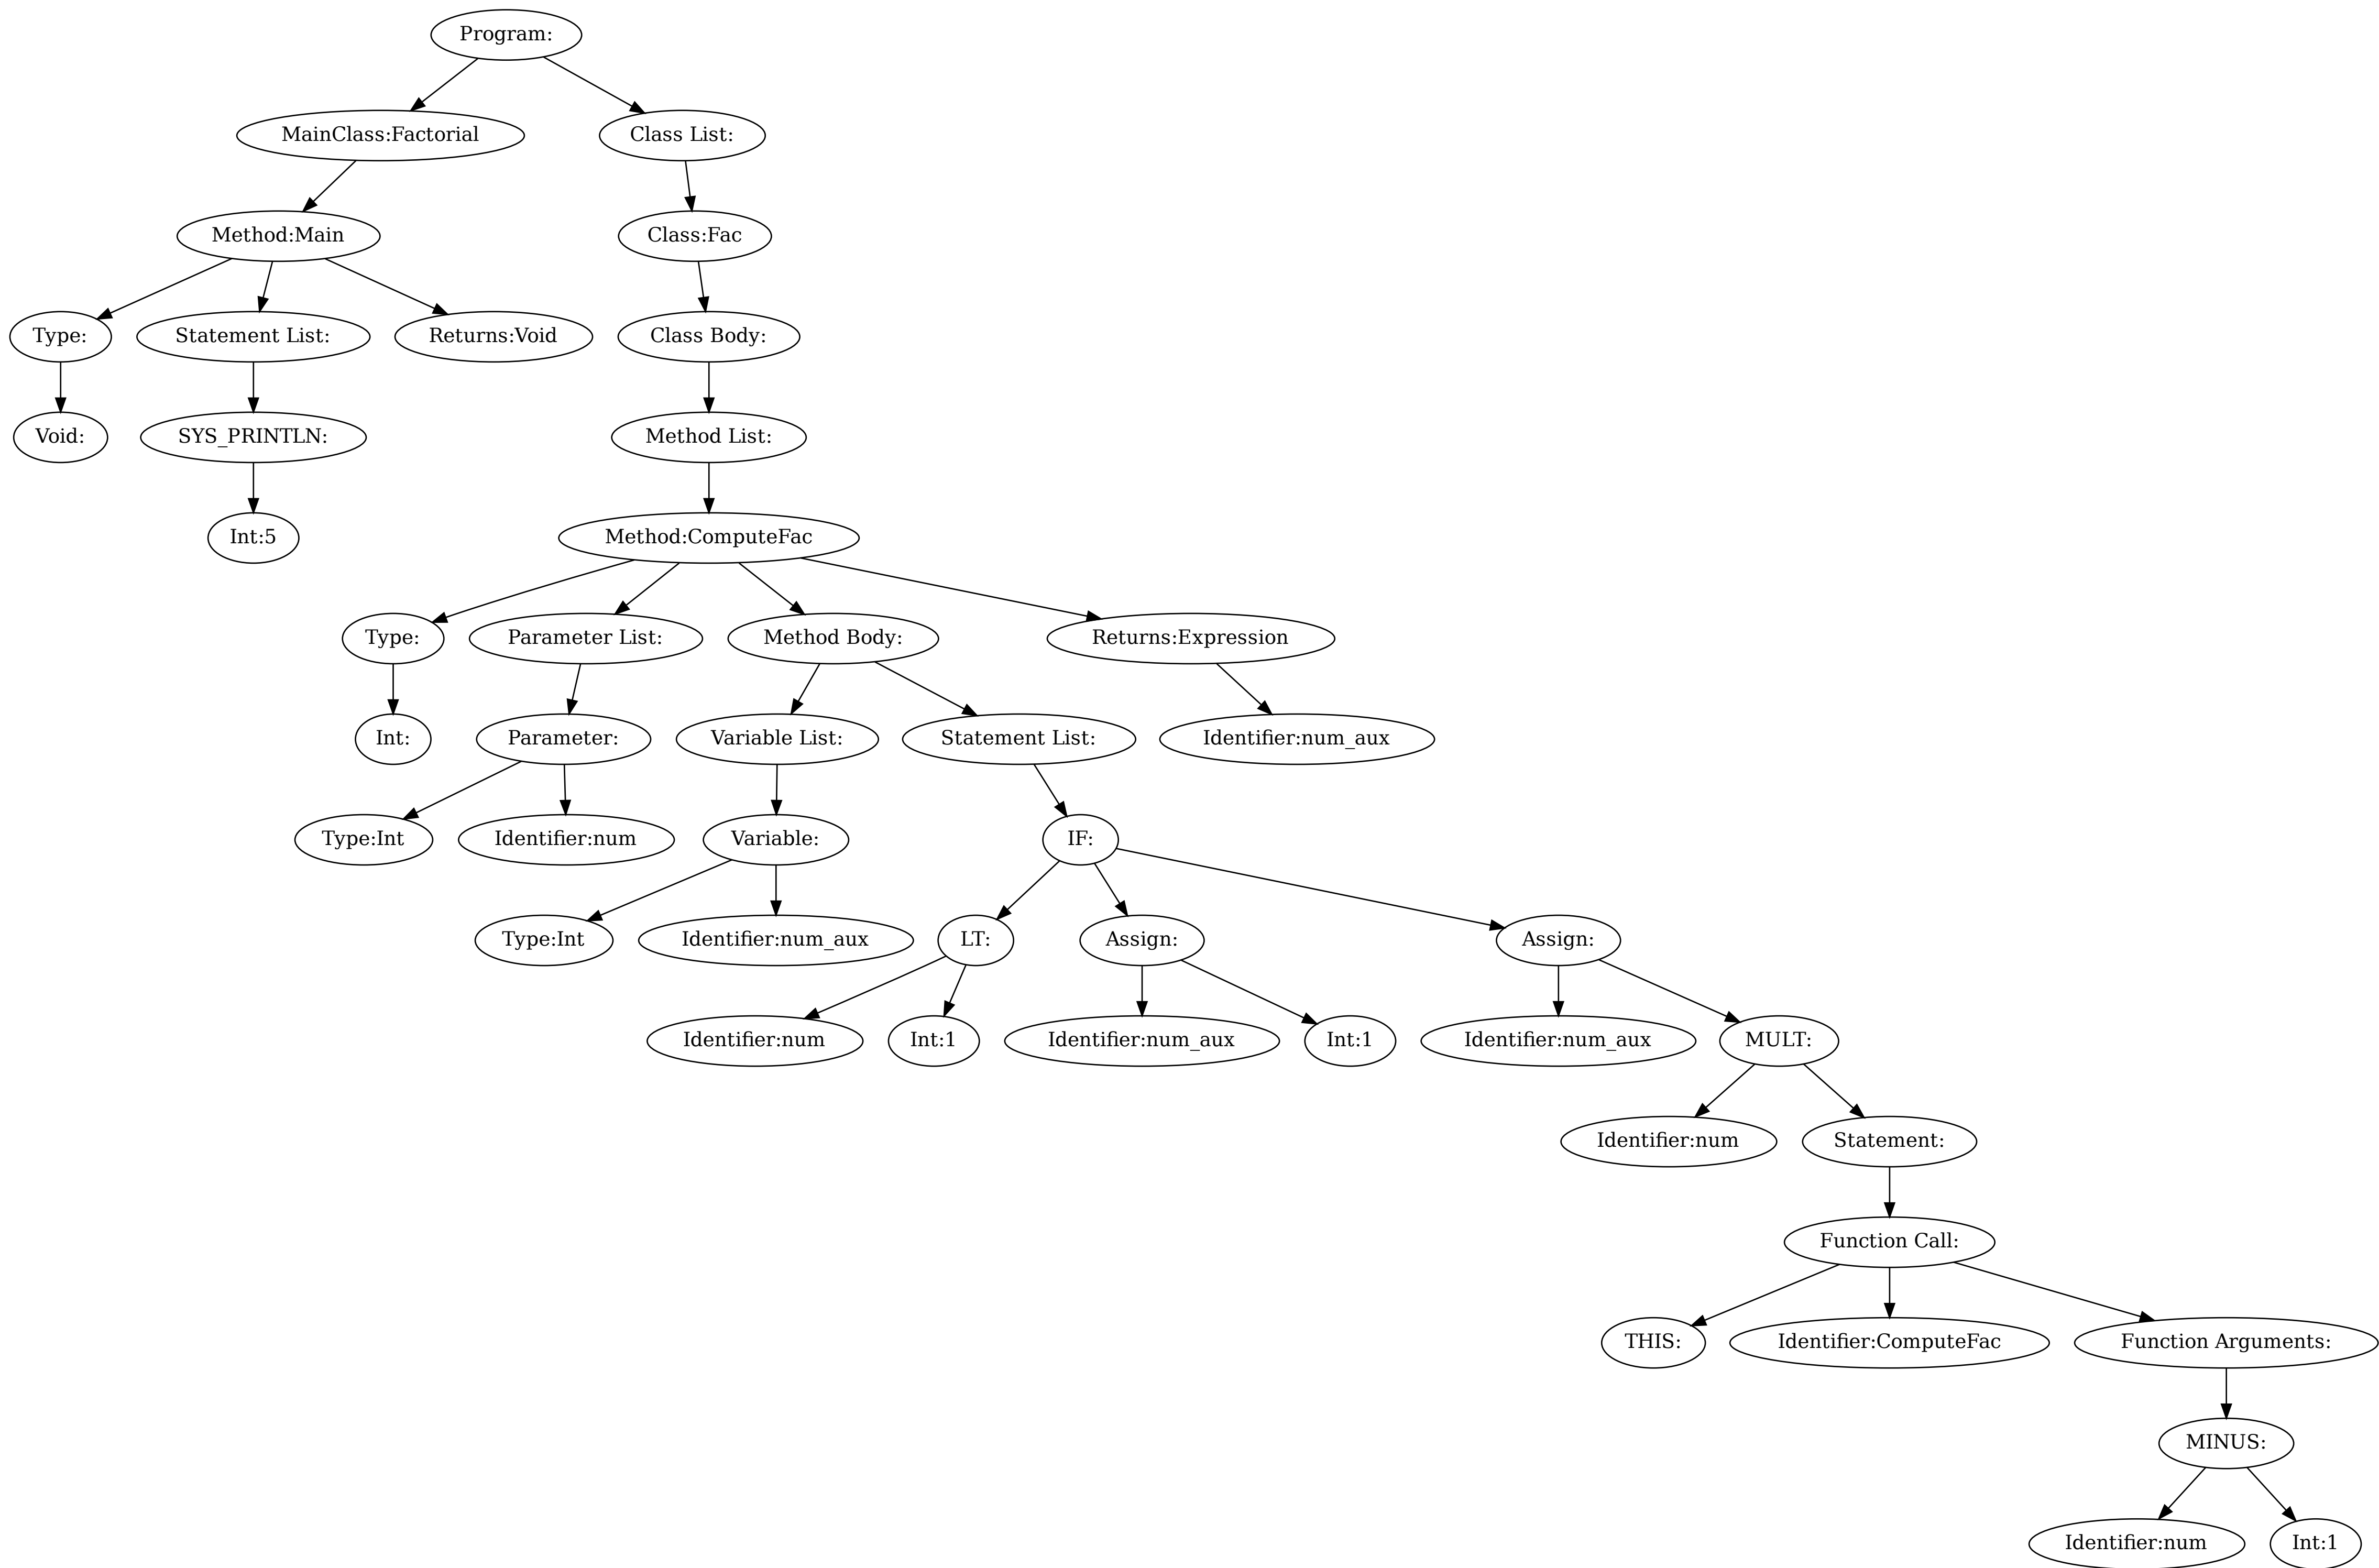 Program:
MainClass:Factorial
Class List:
Method:Main
Class:Fac
Type:
Statement List:
Returns:Void
Class Body:
Void:
SYS_PRINTLN:
Method List:
Int:5
Method:ComputeFac
Type:
Parameter List:
Method Body:
Returns:Expression
Int:
Parameter:
Variable List:
Statement List:
Identifier:num_aux
Type:Int
Identifier:num
Variable:
IF:
Type:Int
Identifier:num_aux
LT:
Assign:
Assign:
Identifier:num
Int:1
Identifier:num_aux
Int:1
Identifier:num_aux
MULT:
Identifier:num
Statement:
Function Call:
THIS:
Identifier:ComputeFac
Function Arguments:
MINUS:
Identifier:num
Int:1